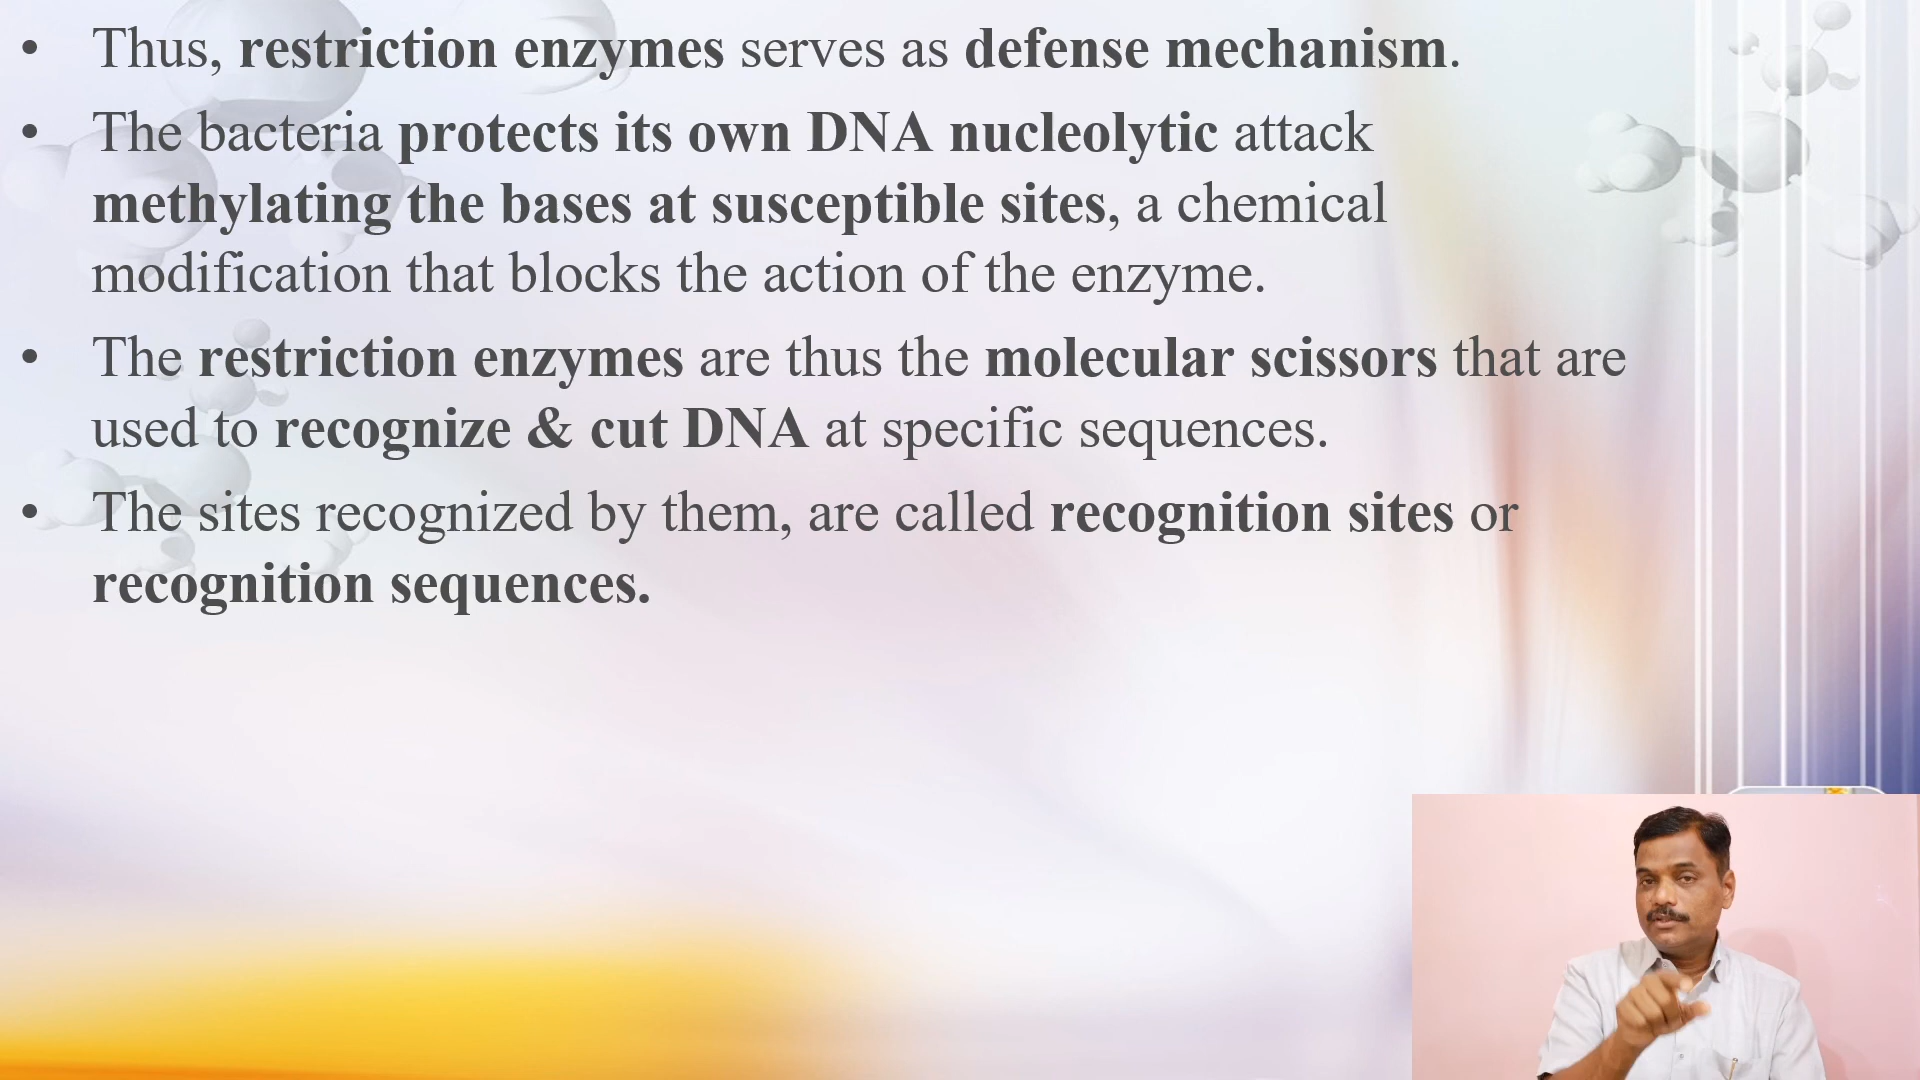 • Thus, restriction enzymes serves as defense mechanism.
• The bacteria protects its own DNA nucleolytic attack
methylating the bases at susceptible sites, a chemical
modification that blocks the action of the enzyme.
• The restriction enzymes are thus the molecular scissors that are
used to recognize & cut DNA at specific sequences.
• The sites recognized by them, are called recognition sites or
recognition sequences.